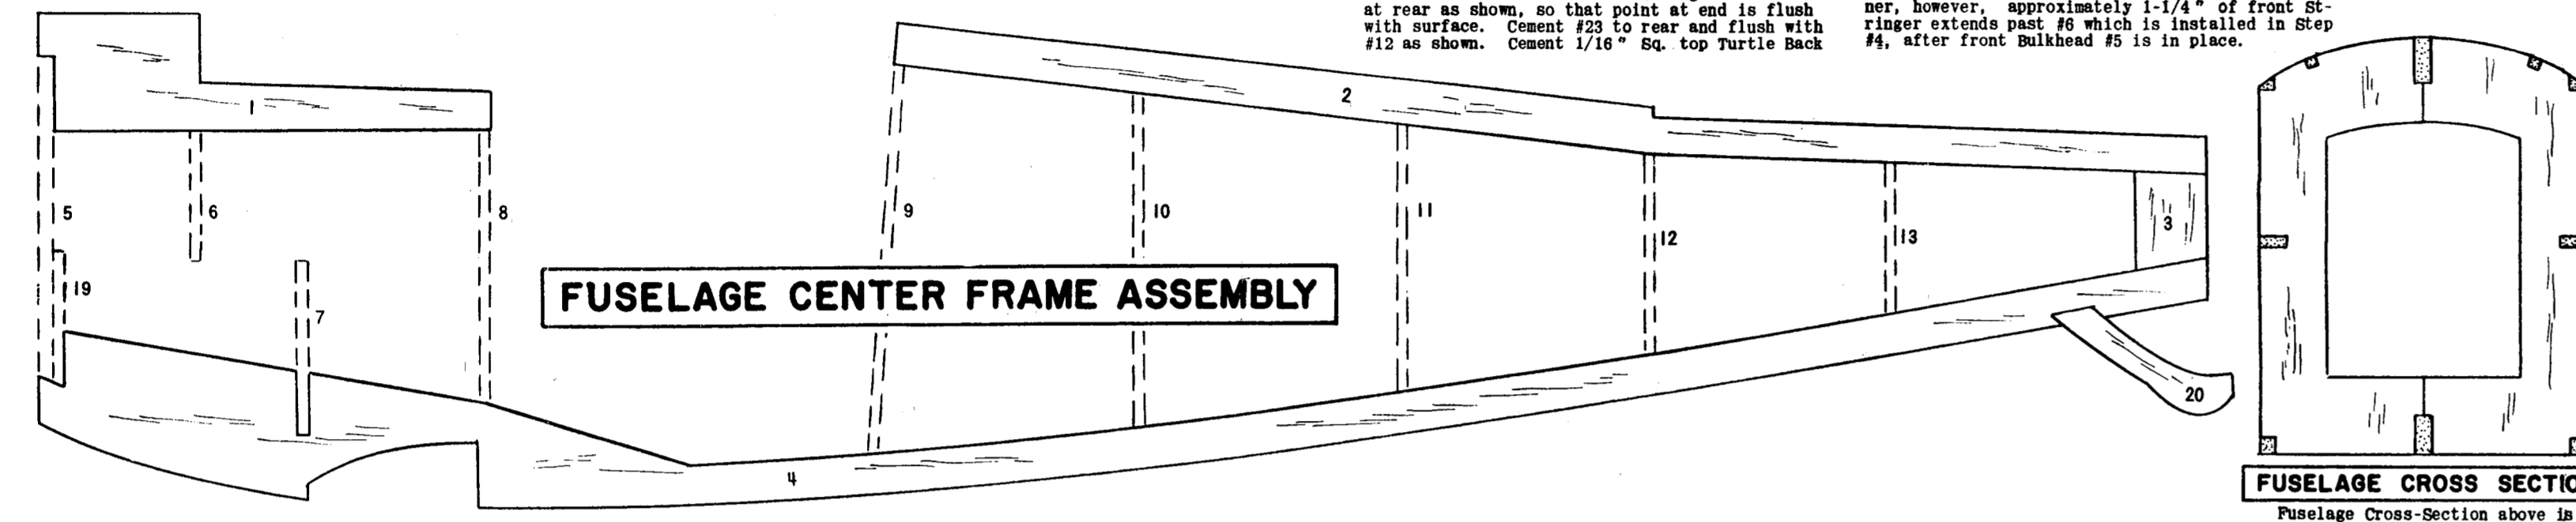 at rear as shown, so that point at end is flush
with surface. Cement #23 to rear and flush with
#12 as shown. Cement 1/16" Sq. top Turtle Back
ner, however, approximately 1-1/4" of front St-
ringer extends past #6 which is installed in Step
#4, after front Bulkhead #5 is in place.
1
2
3
4
5
6
7
8
9
10
11
12
13
19
20
FUSELAGE CENTER FRAME ASSEMBLY
FUSELAGE CROSS SECTIO
Fuselage Cross-Section above is